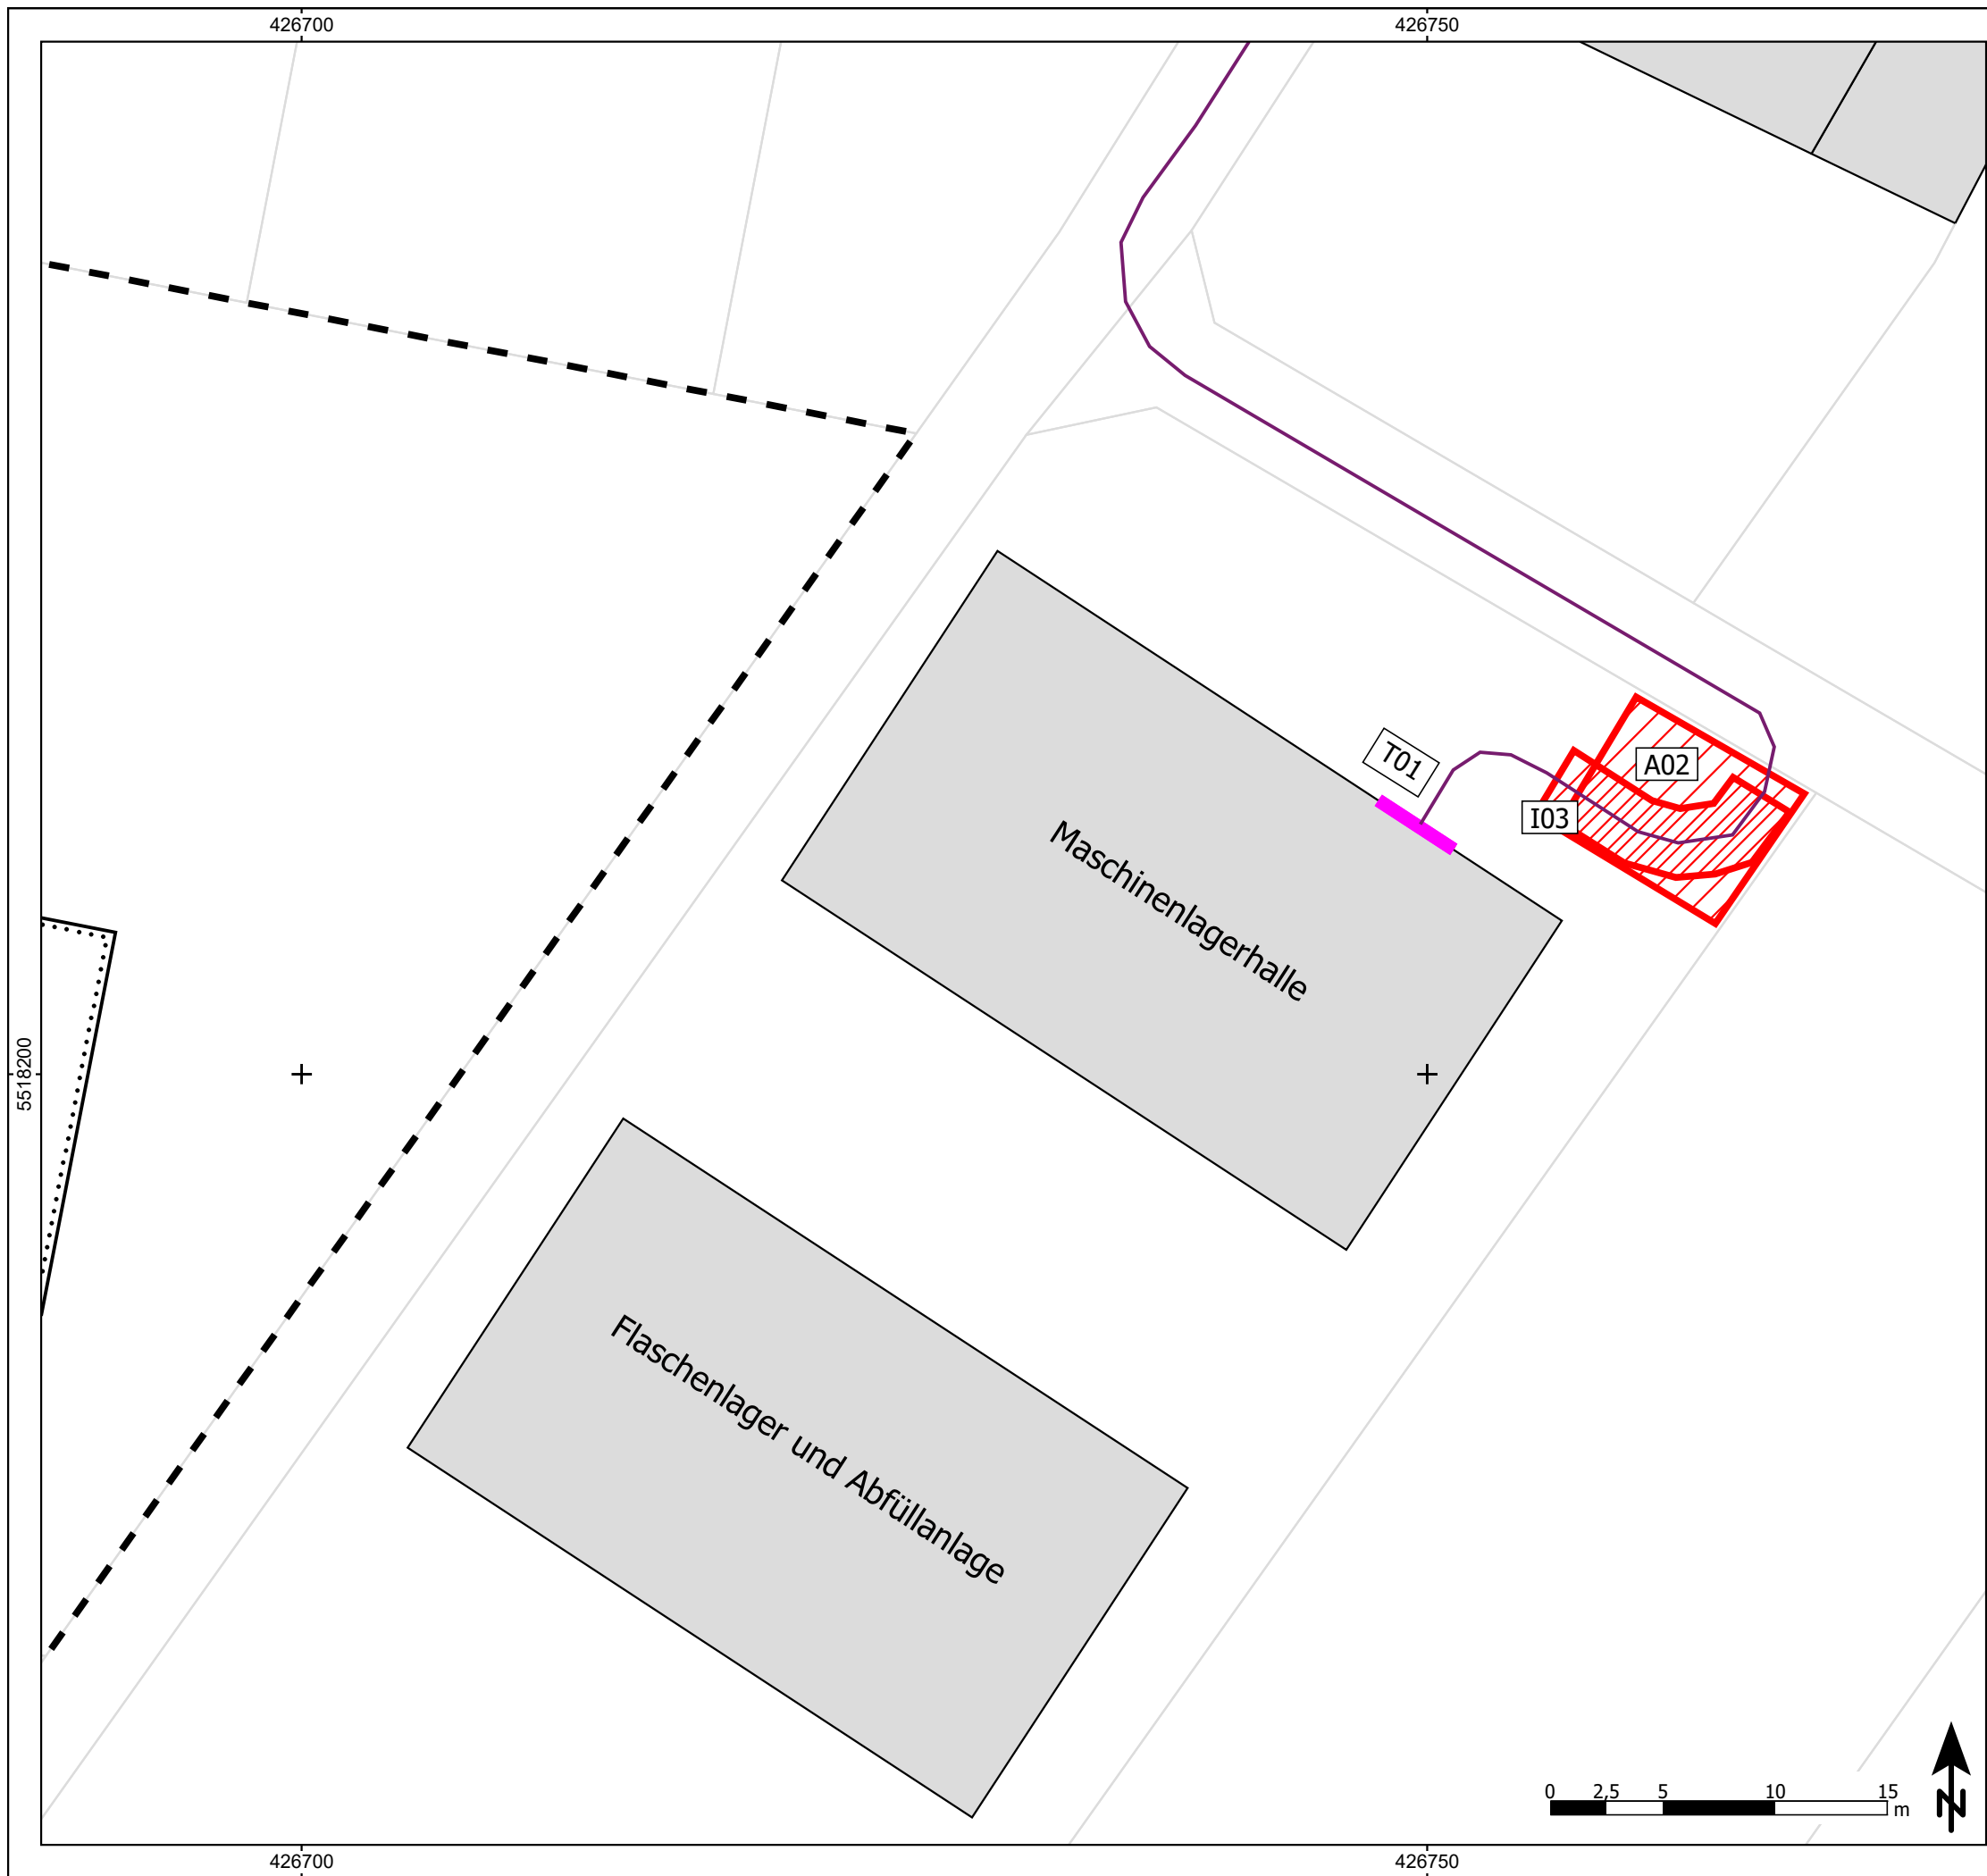 426700
426750
T01
A02
I03
Maschinenlagerhalle
5518200
Flaschenlager und Abfüllanlage
0 2,5 5 10 15
m
N
426700
426750